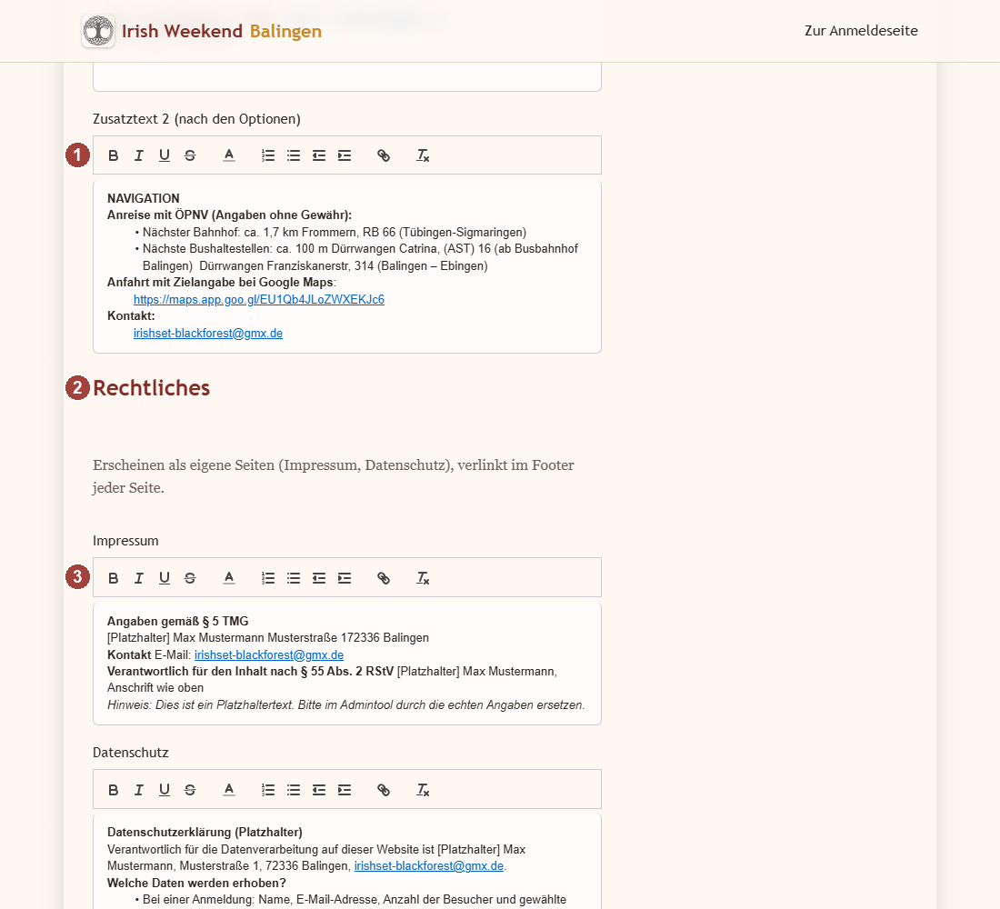 Irish Weekend Balingen
Zur Anmeldeseite
Zusatztext 2 (nach den Optionen)
1
NAVIGATION
Anreise mit ÖPNV (Angaben ohne Gewähr):
• Nächster Bahnhof: ca. 1,7 km Frommern, RB 66 (Tübingen-Sigmaringen)
• Nächste Bushaltestellen: ca. 100 m Dürrwangen Catrina, (AST) 16 (ab Busbahnhof
Balingen)  Dürrwangen Franziskanerstr, 314 (Balingen – Ebingen)
Anfahrt mit Zielangabe bei Google Maps:
https://maps.app.goo.gl/EU1Qb4JLoZWXEKJc6
Kontakt:
irishset-blackforest@gmx.de
2 Rechtliches
Erscheinen als eigene Seiten (Impressum, Datenschutz), verlinkt im Footer
jeder Seite.
Impressum
3
Angaben gemäß § 5 TMG
[Platzhalter] Max Mustermann Musterstraße 172336 Balingen
Kontakt E-Mail: irishset-blackforest@gmx.de
Verantwortlich für den Inhalt nach § 55 Abs. 2 RStV [Platzhalter] Max Mustermann,
Anschrift wie oben
Hinweis: Dies ist ein Platzhaltertext. Bitte im Admintool durch die echten Angaben ersetzen.
Datenschutz
Datenschutzerklärung (Platzhalter)
Verantwortlich für die Datenverarbeitung auf dieser Website ist [Platzhalter] Max
Mustermann, Musterstraße 1, 72336 Balingen, irishset-blackforest@gmx.de.
Welche Daten werden erhoben?
• Bei einer Anmeldung: Name, E-Mail-Adresse, Anzahl der Besucher und gewählte